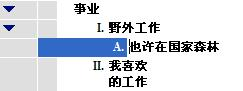 事业
I. 野外工作
A. 也许在国家森林
II. 我喜欢
的工作